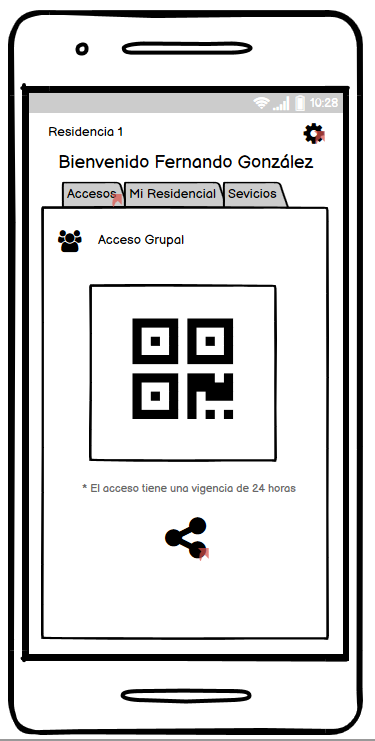 10:28
Residencia 1
Bienvenido Fernando González
Accesos Mi Residencial Sevicios
Acceso Grupal
* El acceso tiene una vigencia de 24 horas